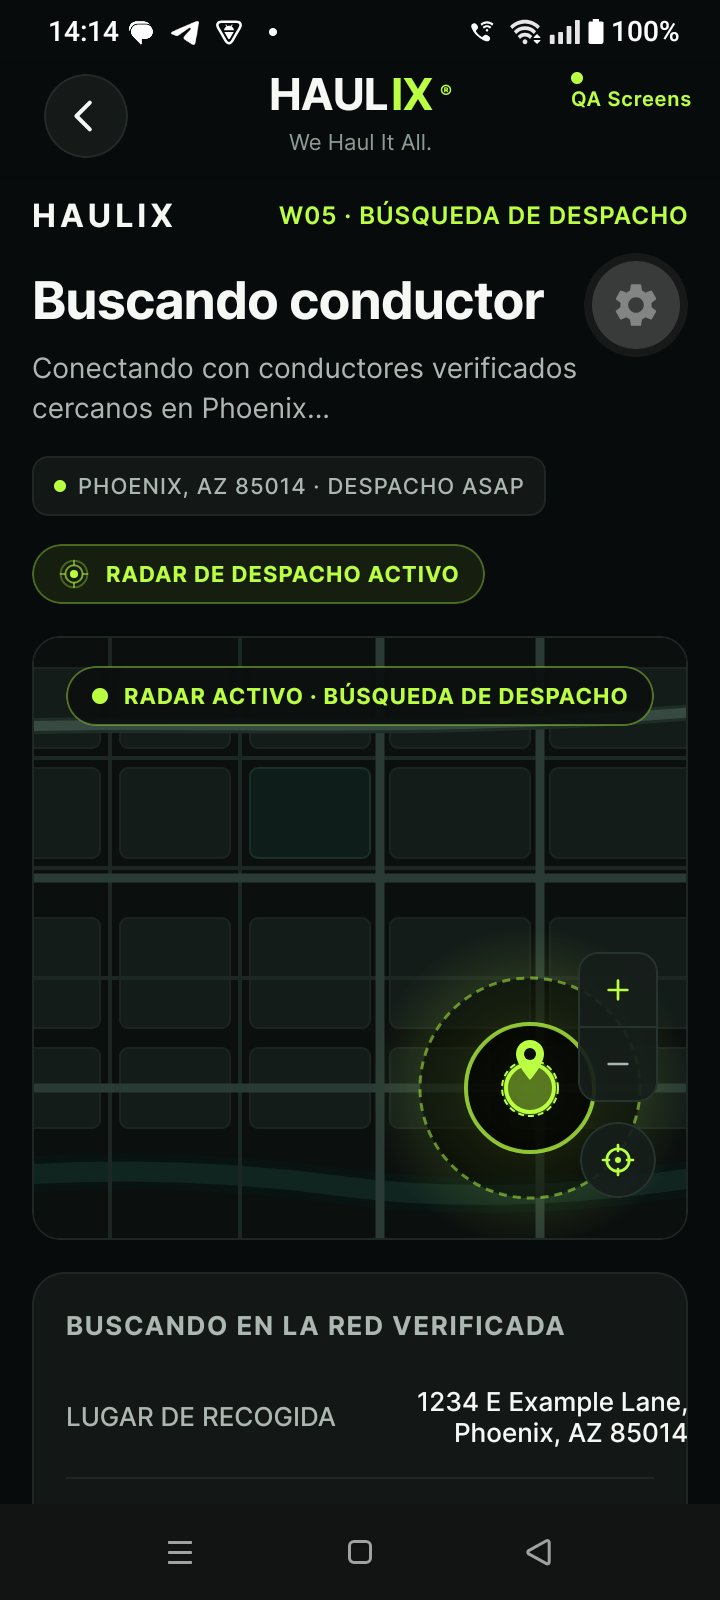 14:14
100%
HAULIX ®
We Haul It All.
QA Screens
HAULIX
W05 · BÚSQUEDA DE DESPACHO
Buscando conductor
Conectando con conductores verificados
cercanos en Phoenix...
PHOENIX, AZ 85014 · DESPACHO ASAP
RADAR DE DESPACHO ACTIVO
RADAR ACTIVO · BÚSQUEDA DE DESPACHO
BUSCANDO EN LA RED VERIFICADA
LUGAR DE RECOGIDA
1234 E Example Lane,
Phoenix, AZ 85014